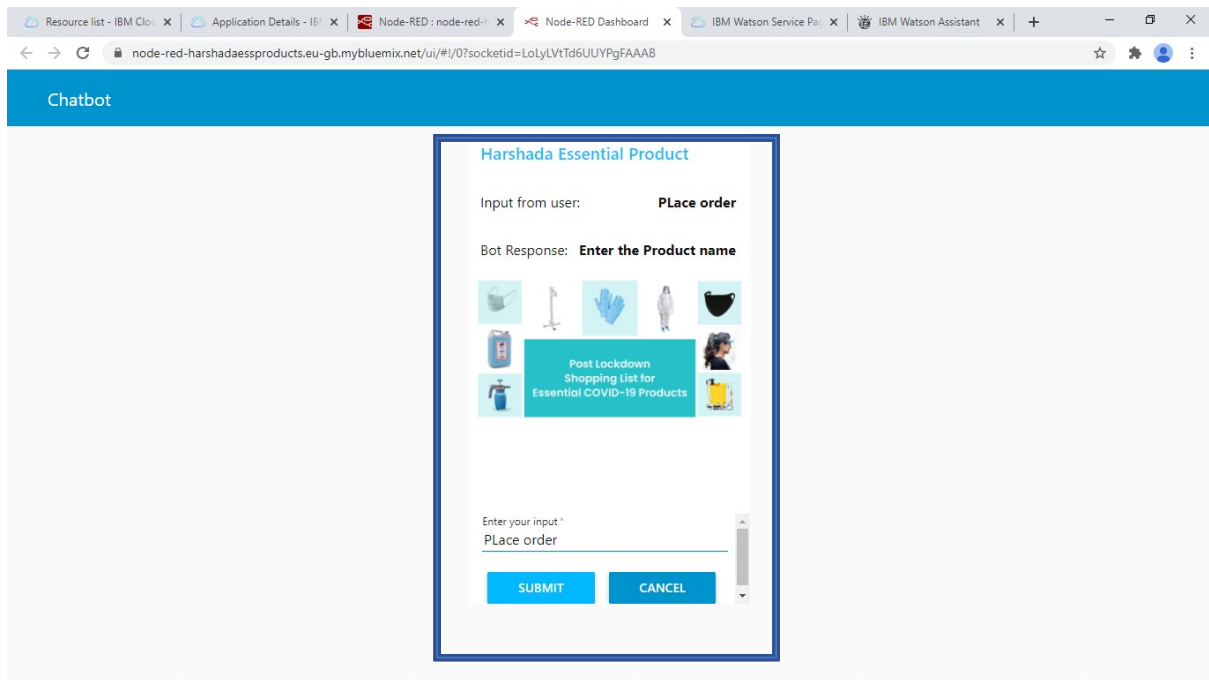 Resource list - IBM Clou
Application Details - IB
Node-RED : node-red-h
Node-RED Dashboard
IBM Watson Service Pag
IBM Watson Assistant
node-red-harshadaessproducts.eu-gb.mybluemix.net/ui/#!/0?socketid=LoLyLVtTd6UUYPgFAAAB
Chatbot
Harshada Essential Product
Input from user: PLace order
Bot Response: Enter the Product name
Post Lockdown
Shopping List for
Essential COVID-19 Products
Enter your input *
PLace order
SUBMIT CANCEL